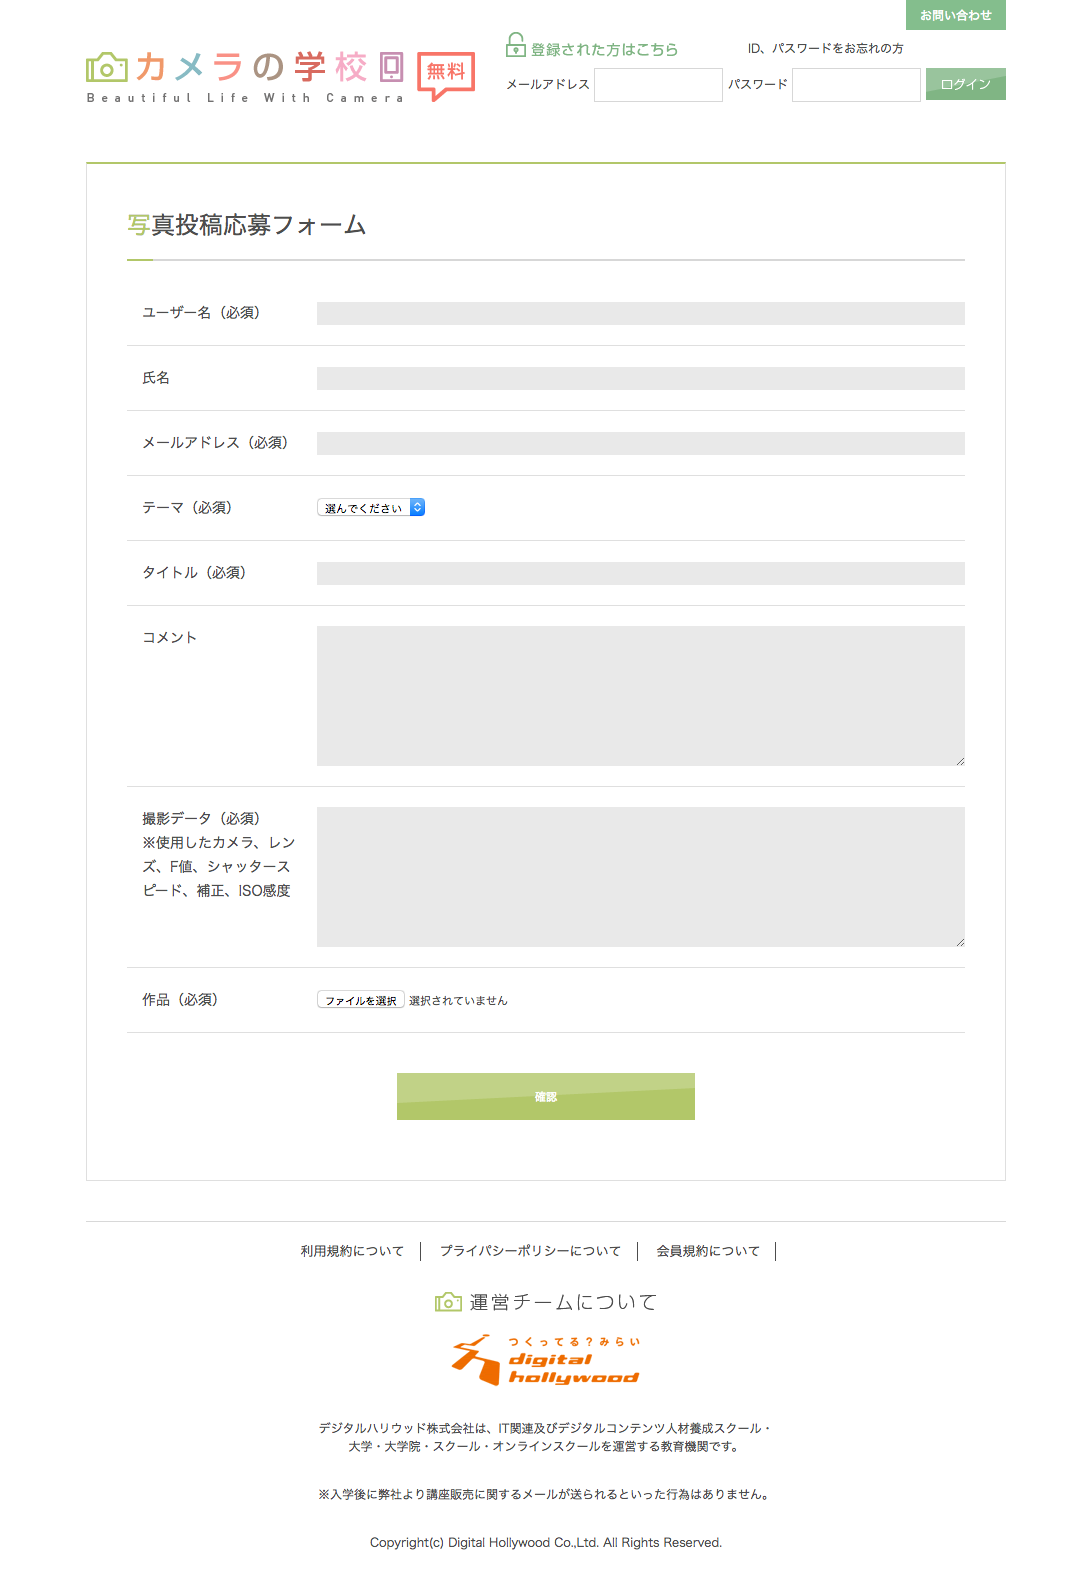 お問い合わせ
登録された方はこちら
ID、パスワードをお忘れの方
カメラの学校
無料
Beautiful Life With Camera
メールアドレス
パスワード
ログイン
写真投稿応募フォーム
ユーザー名（必須）
氏名
メールアドレス（必須）
テーマ（必須）
選んでください
タイトル（必須）
コメント
撮影データ（必須）
※使用したカメラ、レン
ズ、F値、シャッタース
ピード、補正、ISO感度
作品（必須）
ファイルを選択 選択されていません
確認
利用規約について
プライバシーポリシーについて
会員規約について
運営チームについて
つくってる？みらい
digital
hollywood
デジタルハリウッド株式会社は、IT関連及びデジタルコンテンツ人材養成スクール・
大学・大学院・スクール・オンラインスクールを運営する教育機関です。
※入学後に弊社より講座販売に関するメールが送られるといった行為はありません。
Copyright(c) Digital Hollywood Co.,Ltd. All Rights Reserved.